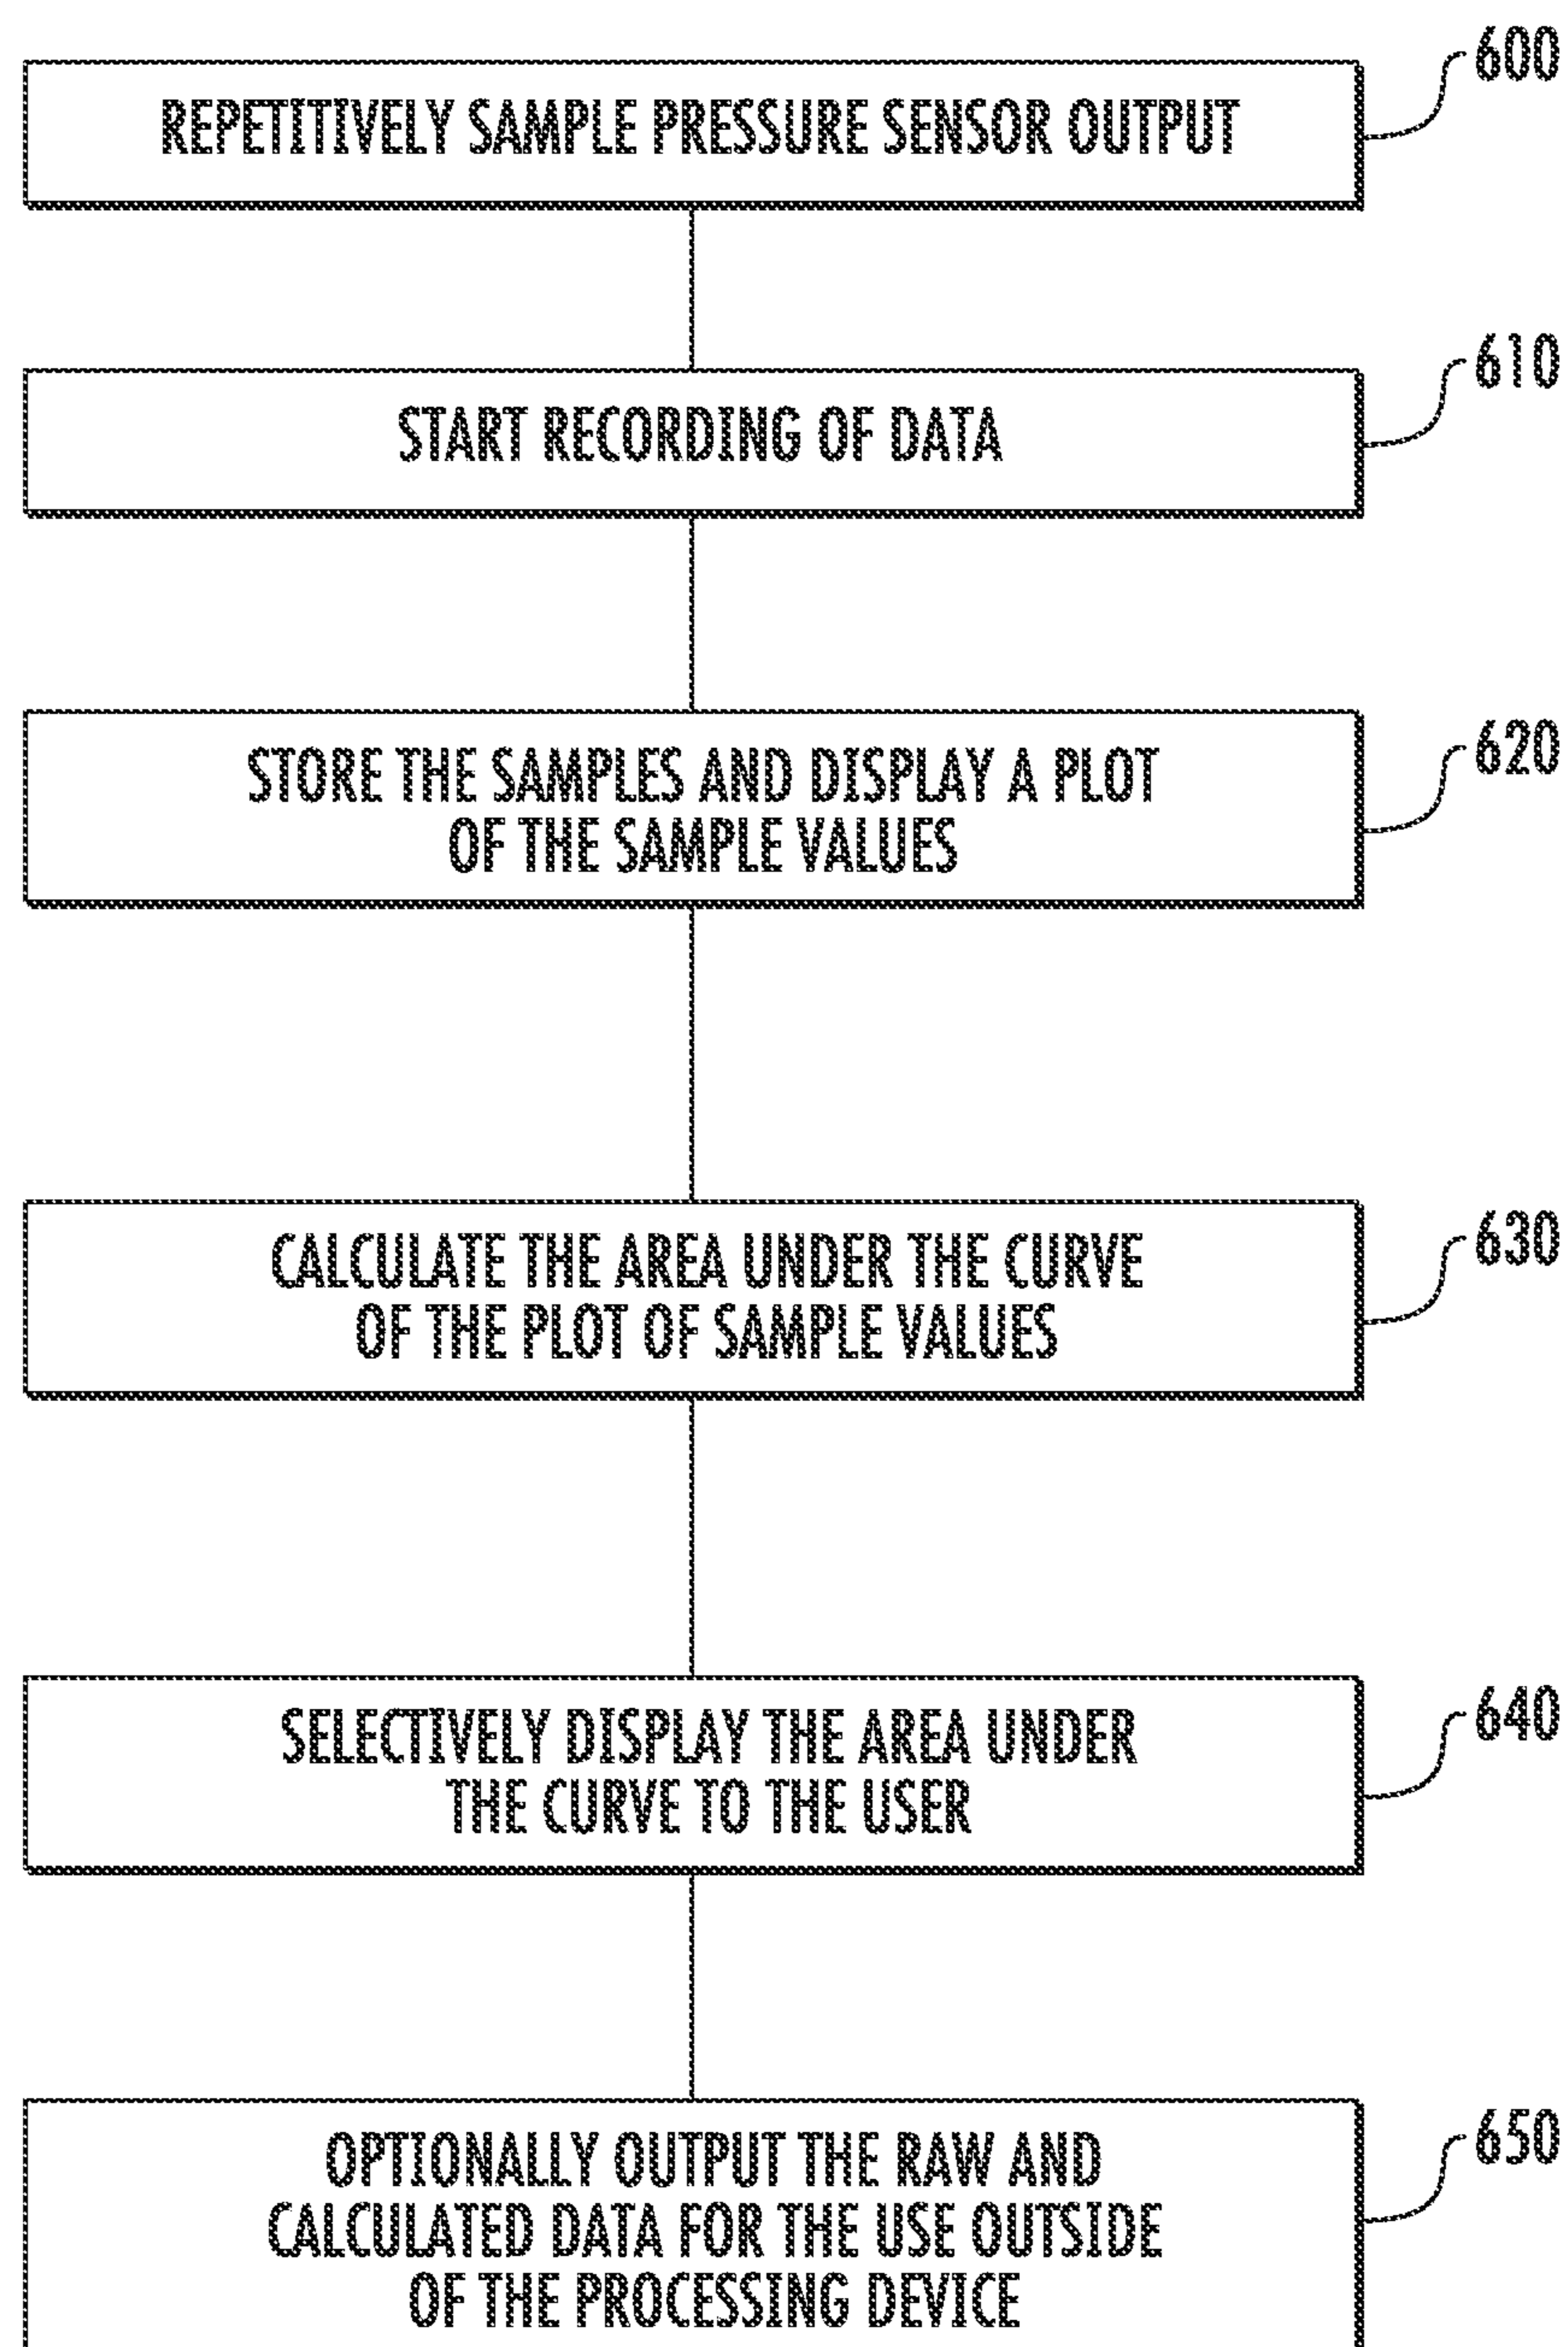 600
REPETITIVELY SAMPLE PRESSURE SENSOR OUTPUT
610
START RECORDING OF DATA
620
STORE THE SAMPLES AND DISPLAY A PLOT
OF THE SAMPLE VALUES
630
CALCULATE THE AREA UNDER THE CURVE
OF THE PLOT OF SAMPLE VALUES
640
SELECTIVELY DISPLAY THE AREA UNDER
THE CURVE TO THE USER
650
OPTIONALLY OUTPUT THE RAW AND
CALCULATED DATA FOR THE USE OUTSIDE
OF THE PROCESSING DEVICE